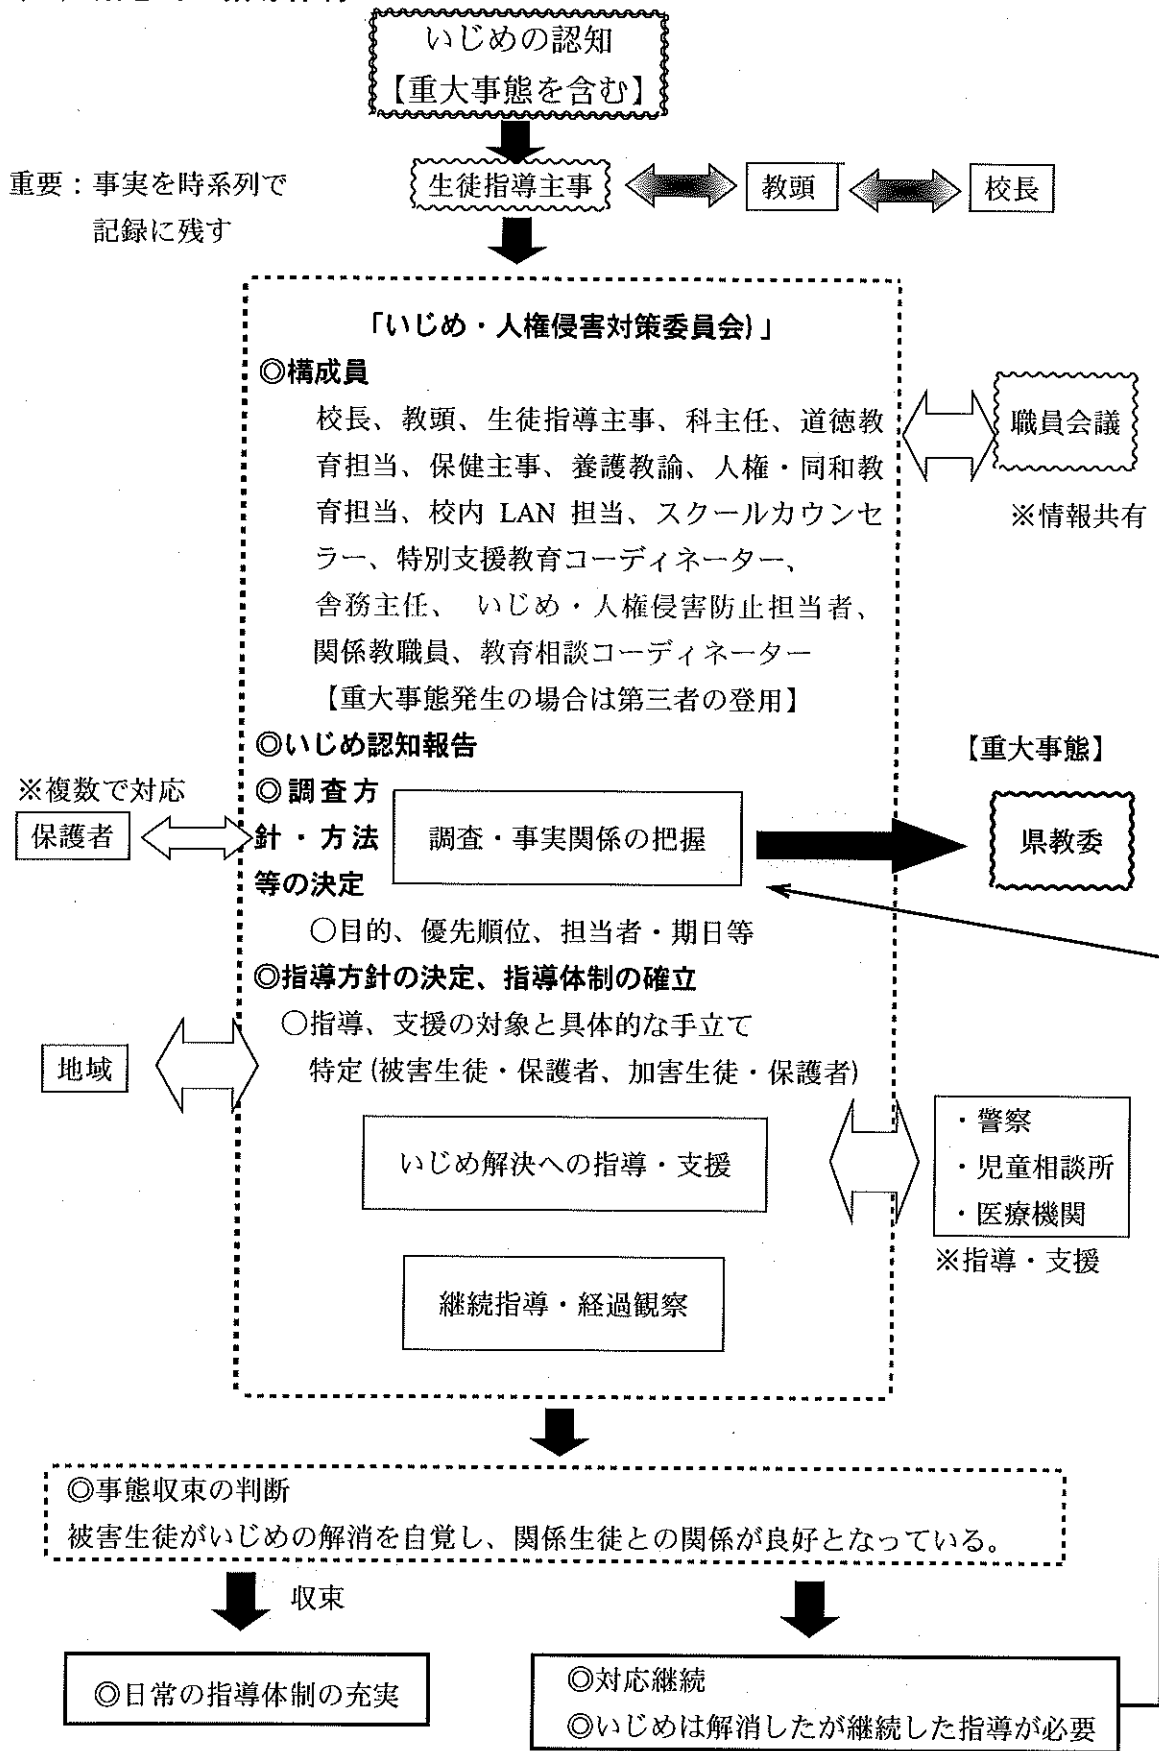 いじめの認知
【重大事態を含む】
重要：事実を時系列で
記録に残す
生徒指導主事
教頭
校長
「いじめ・人権侵害対策委員会)」
◎構成員
校長、教頭、生徒指導主事、科主任、道徳教
育担当、保健主事、養護教諭、人権・同和教
育担当、校内 LAN 担当、スクールカウンセ
ラー、特別支援教育コーディネーター、
舎務主任、 いじめ・人権侵害防止担当者、
関係教職員、教育相談コーディネーター
【重大事態発生の場合は第三者の登用】
職員会議
※情報共有
◎いじめ認知報告
【重大事態】
※複数で対応
保護者
◎調査方
針・方法
等の決定
調査・事実関係の把握
県教委
○目的、優先順位、担当者・期日等
◎指導方針の決定、指導体制の確立
○指導、支援の対象と具体的な手立て
特定(被害生徒・保護者、加害生徒・保護者)
地域
いじめ解決への指導・支援
・警察
・児童相談所
・医療機関
※指導・支援
継続指導・経過観察
◎事態収束の判断
被害生徒がいじめの解消を自覚し、関係生徒との関係が良好となっている。
収束
◎日常の指導体制の充実
◎対応継続
◎いじめは解消したが継続した指導が必要